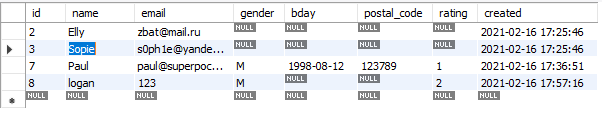 id name email gender bday postal_code rating created
2 Elly zbat@mail.ru NULL NULL NULL NULL 2021-02-16 17:25:46
3 Sopie s0ph1e@yande... NULL NULL NULL NULL 2021-02-16 17:25:46
7 Paul paul@superpoc... M 1998-08-12 123789 1 2021-02-16 17:36:51
8 logan 123 M NULL NULL 2 2021-02-16 17:57:16
NULL NULL NULL NULL NULL NULL NULL NULL